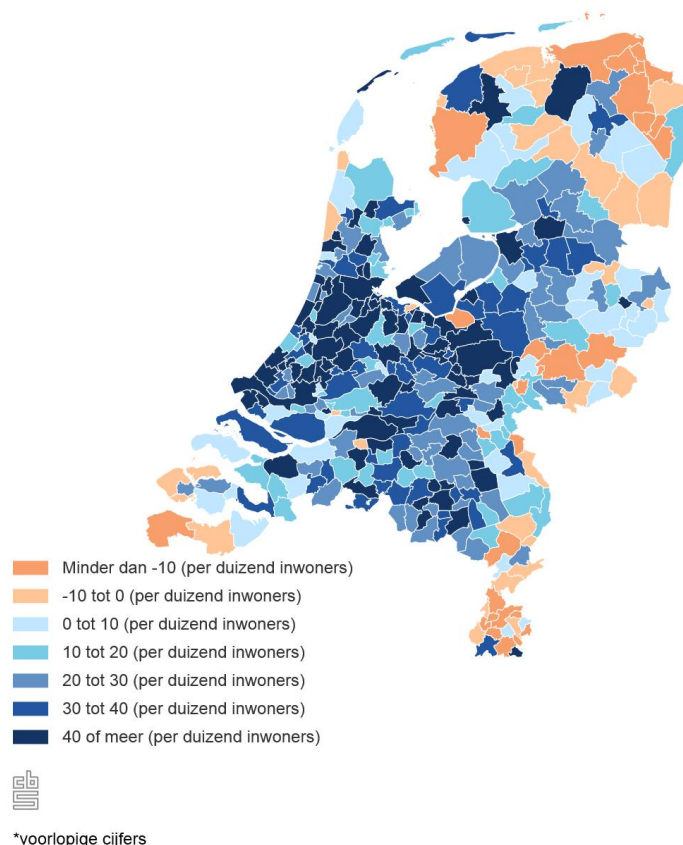 Minder dan -10 (per duizend inwoners)
-10 tot 0 (per duizend inwoners)
0 tot 10 (per duizend inwoners)
10 tot 20 (per duizend inwoners)
20 tot 30 (per duizend inwoners)
30 tot 40 (per duizend inwoners)
40 of meer (per duizend inwoners)
cbs
*voorlopige cijfers